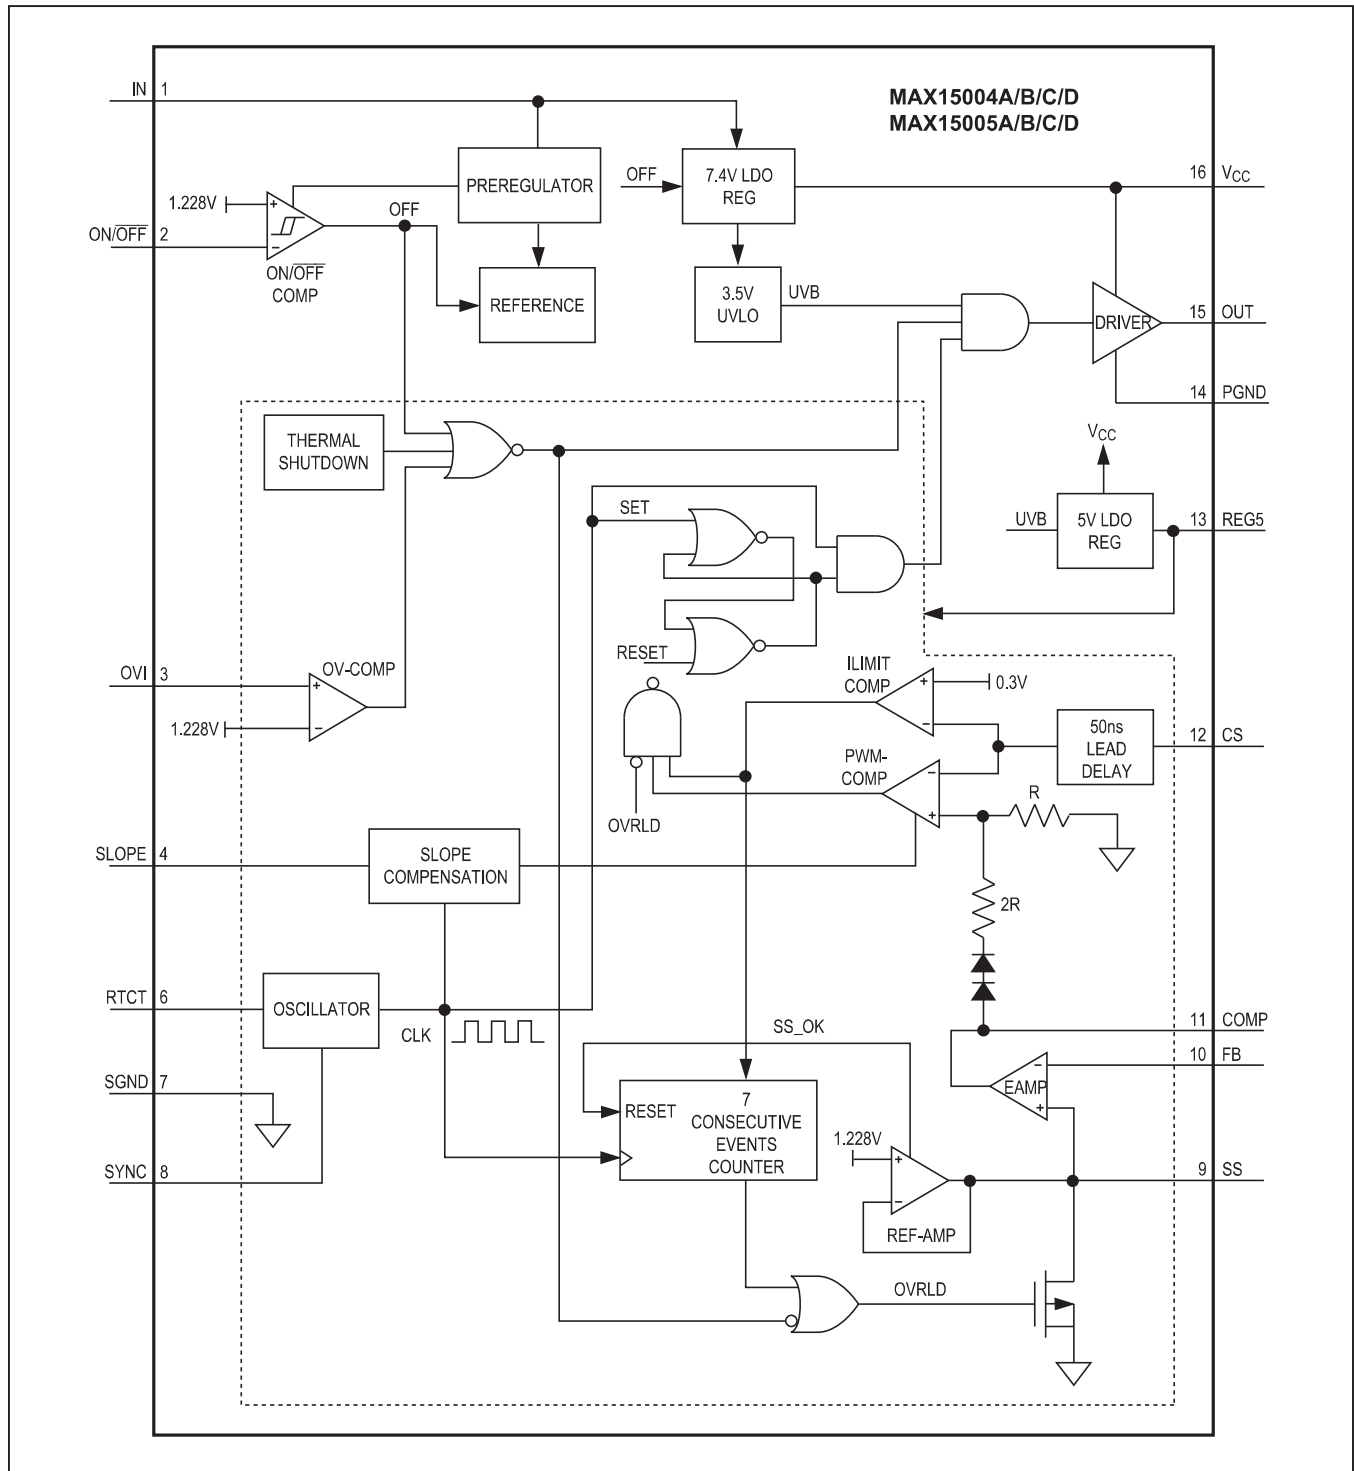 MAX15004A/B/C/D
MAX15005A/B/C/D
IN 1
PREREGULATOR
OFF
7.4V LDO
REG
16 VCC
1.228V
+
−
ON/OFF 2
ON/OFF
COMP
OFF
REFERENCE
3.5V
UVLO
UVB
DRIVER
15 OUT
14 PGND
THERMAL
SHUTDOWN
VCC
UVB
5V LDO
REG
13 REG5
SET
RESET
OVI 3
OV-COMP
+
−
1.228V
ILIMIT
COMP
+
−
0.3V
50ns
LEAD
DELAY
12 CS
PWM-
COMP
−
+
R
OVRLD
SLOPE 4
SLOPE
COMPENSATION
2R
RTCT 6
OSCILLATOR
CLK
SS_OK
11 COMP
10 FB
EAMP
−
+
SGND 7
RESET
7
CONSECUTIVE
EVENTS
COUNTER
1.228V
+
−
REF-AMP
SYNC 8
9 SS
OVRLD